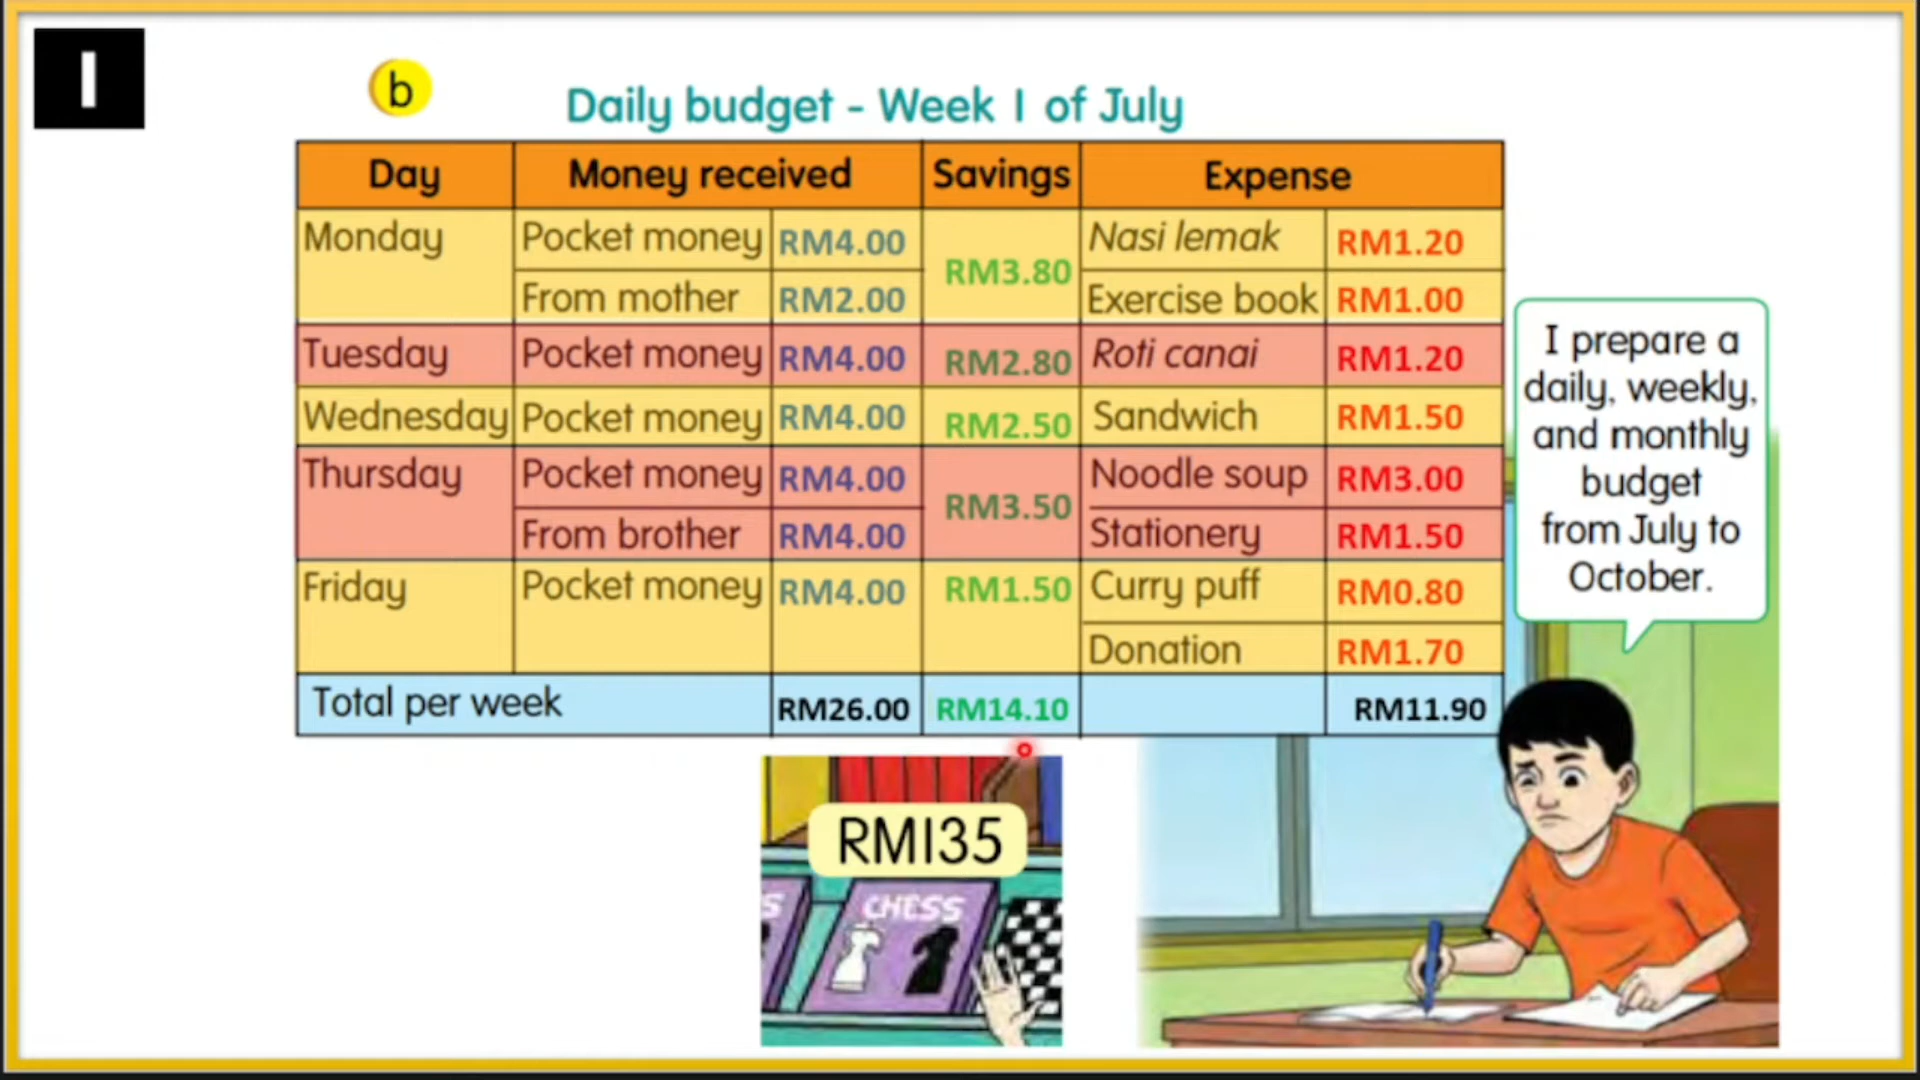 1
b
Daily budget - Week 1 of July
Day Money received Savings Expense
Monday Pocket money RM4.00 RM3.80 Nasi lemak RM1.20
From mother RM2.00 Exercise book RM1.00
Tuesday Pocket money RM4.00 RM2.80 Roti canai RM1.20
Wednesday Pocket money RM4.00 RM2.50 Sandwich RM1.50
Thursday Pocket money RM4.00 RM3.50 Noodle soup RM3.00
From brother RM4.00 Stationery RM1.50
Friday Pocket money RM4.00 RM1.50 Curry puff RM0.80
Donation RM1.70
Total per week RM26.00 RM14.10 RM11.90
I prepare a
daily, weekly,
and monthly
budget
from July to
October.
RM135
S
CHESS